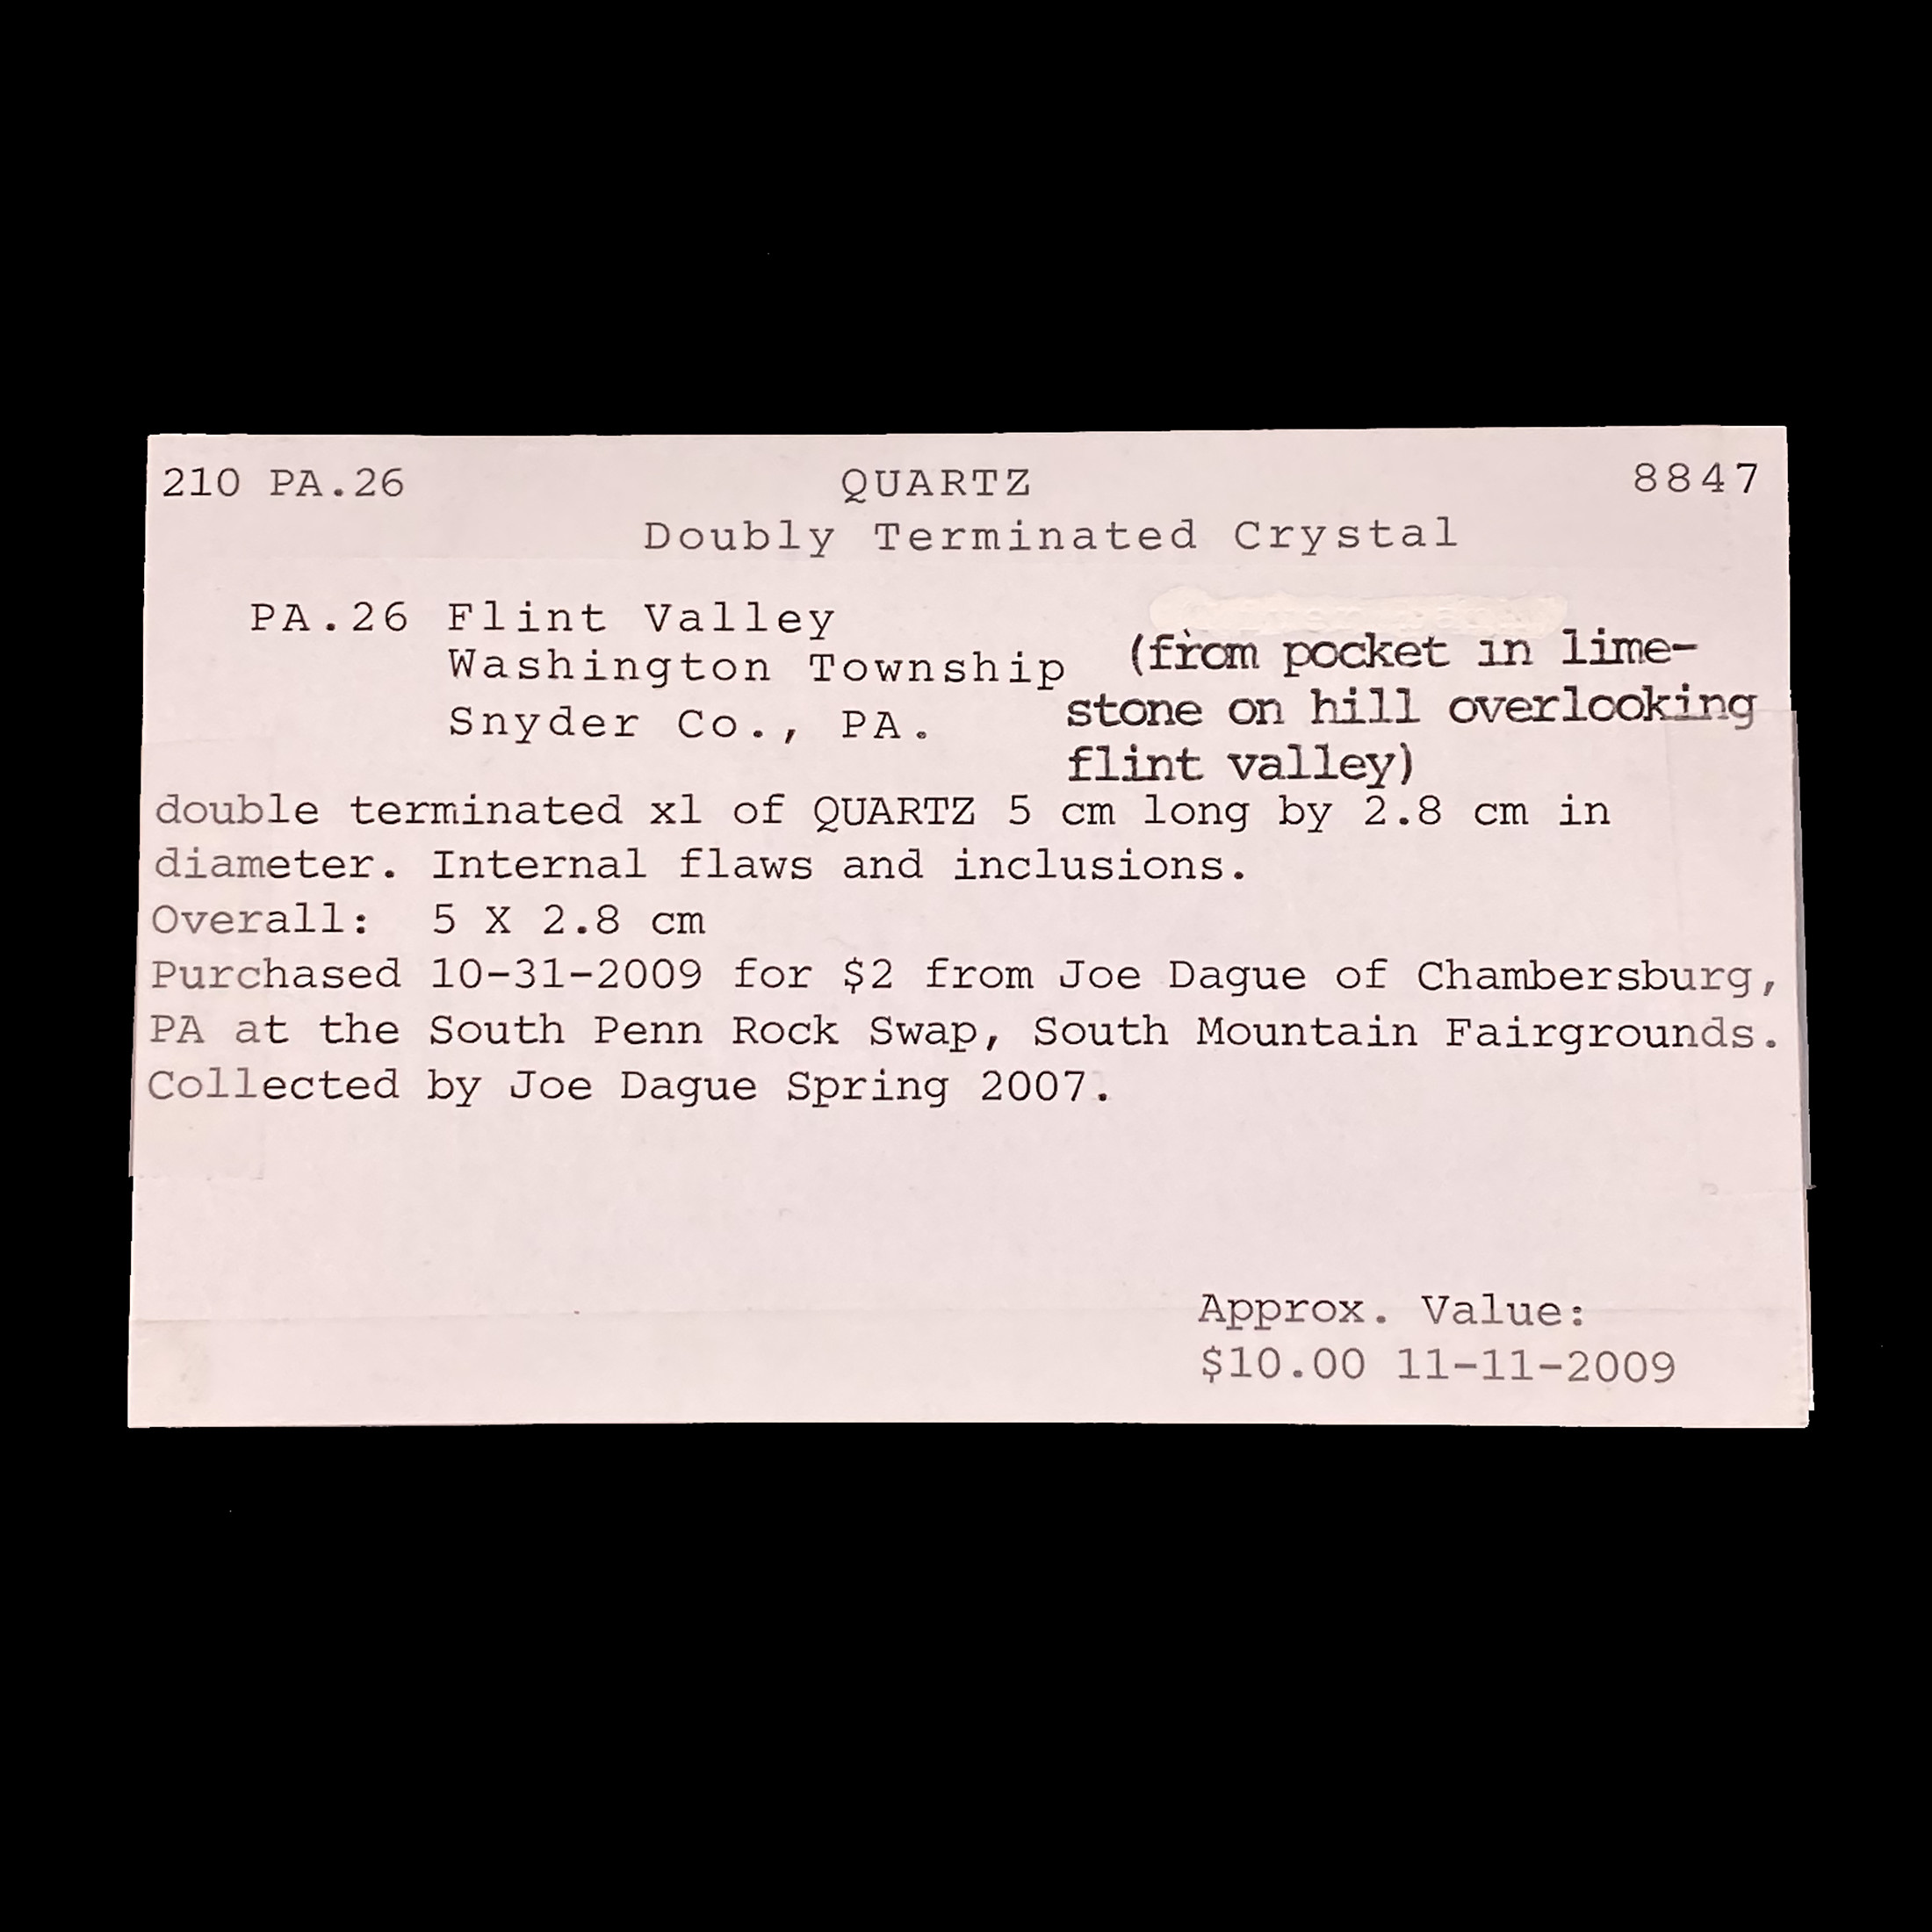 210 PA.26 QUARTZ 8847
Doubly Terminated Crystal
PA.26 Flint Valley
Washington Township
Snyder Co., PA.
(from pocket in lime-
stone on hill overlooking
flint valley)
double terminated xl of QUARTZ 5 cm long by 2.8 cm in
diameter. Internal flaws and inclusions.
Overall: 5 X 2.8 cm
Purchased 10-31-2009 for $2 from Joe Dague of Chambersburg,
PA at the South Penn Rock Swap, South Mountain Fairgrounds.
Collected by Joe Dague Spring 2007.
Approx. Value:
$10.00 11-11-2009